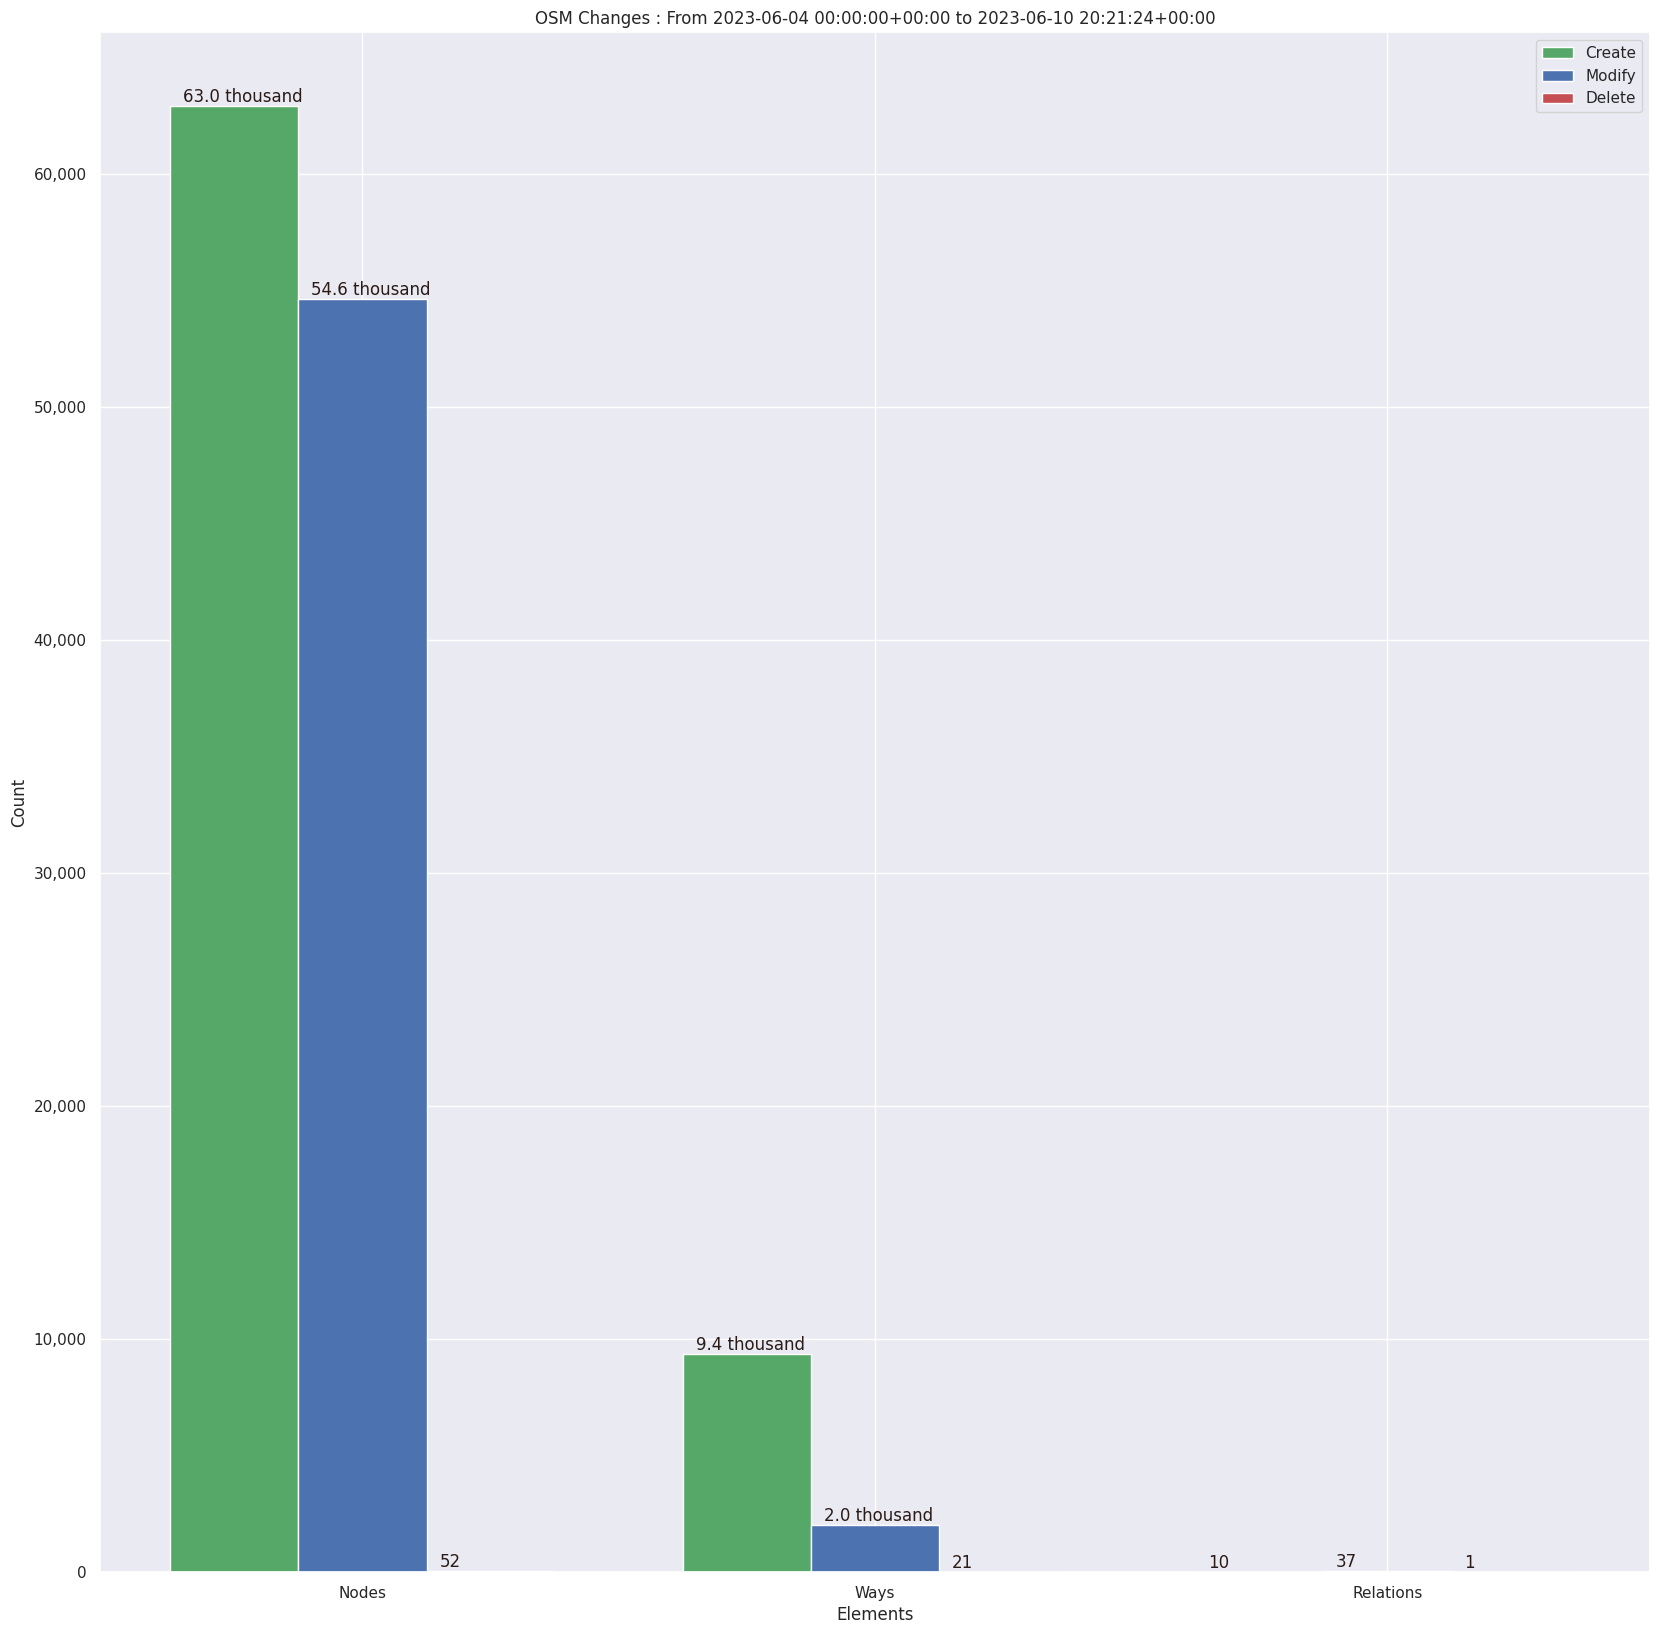 OSM Changes : From 2023-06-04 00:00:00+00:00 to 2023-06-10 20:21:24+00:00
Create
Modify
Delete
63.0 thousand
54.6 thousand
52
9.4 thousand
2.0 thousand
21
10
37
1
60,000
50,000
40,000
30,000
20,000
10,000
0
Count
Nodes
Ways
Relations
Elements